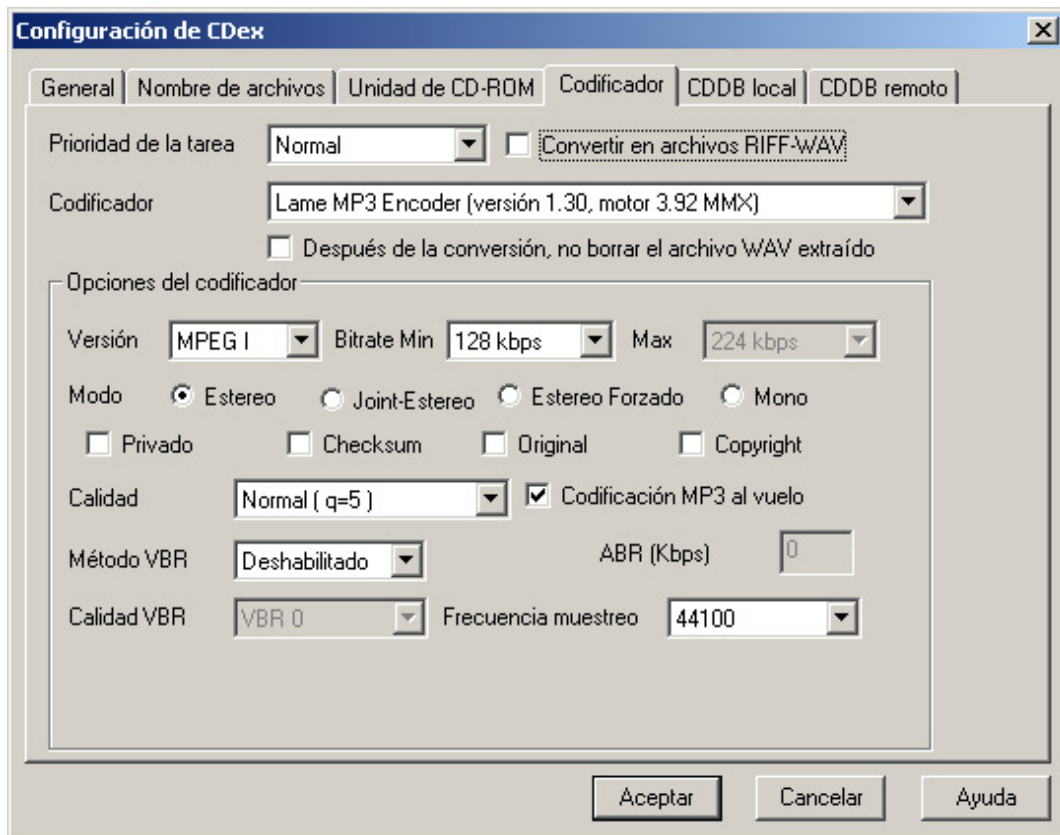 Configuración de CDex
General Nombre de archivos Unidad de CD-ROM Codificador CDDB local CDDB remoto
Prioridad de la tarea Normal Convertir en archivos RIFF-WAV
Codificador Lame MP3 Encoder (versión 1.30, motor 3.92 MMX)
Después de la conversión, no borrar el archivo WAV extraído
Opciones del codificador
Versión MPEG I Bitrate Min 128 kbps Max 224 kbps
Modo Estereo Joint-Estereo Estereo Forzado Mono
Privado Checksum Original Copyright
Calidad Normal ( q=5 ) Codificación MP3 al vuelo
Método VBR Deshabilitado ABR (Kbps) 0
Calidad VBR VBR 0 Frecuencia muestreo 44100
Aceptar Cancelar Ayuda